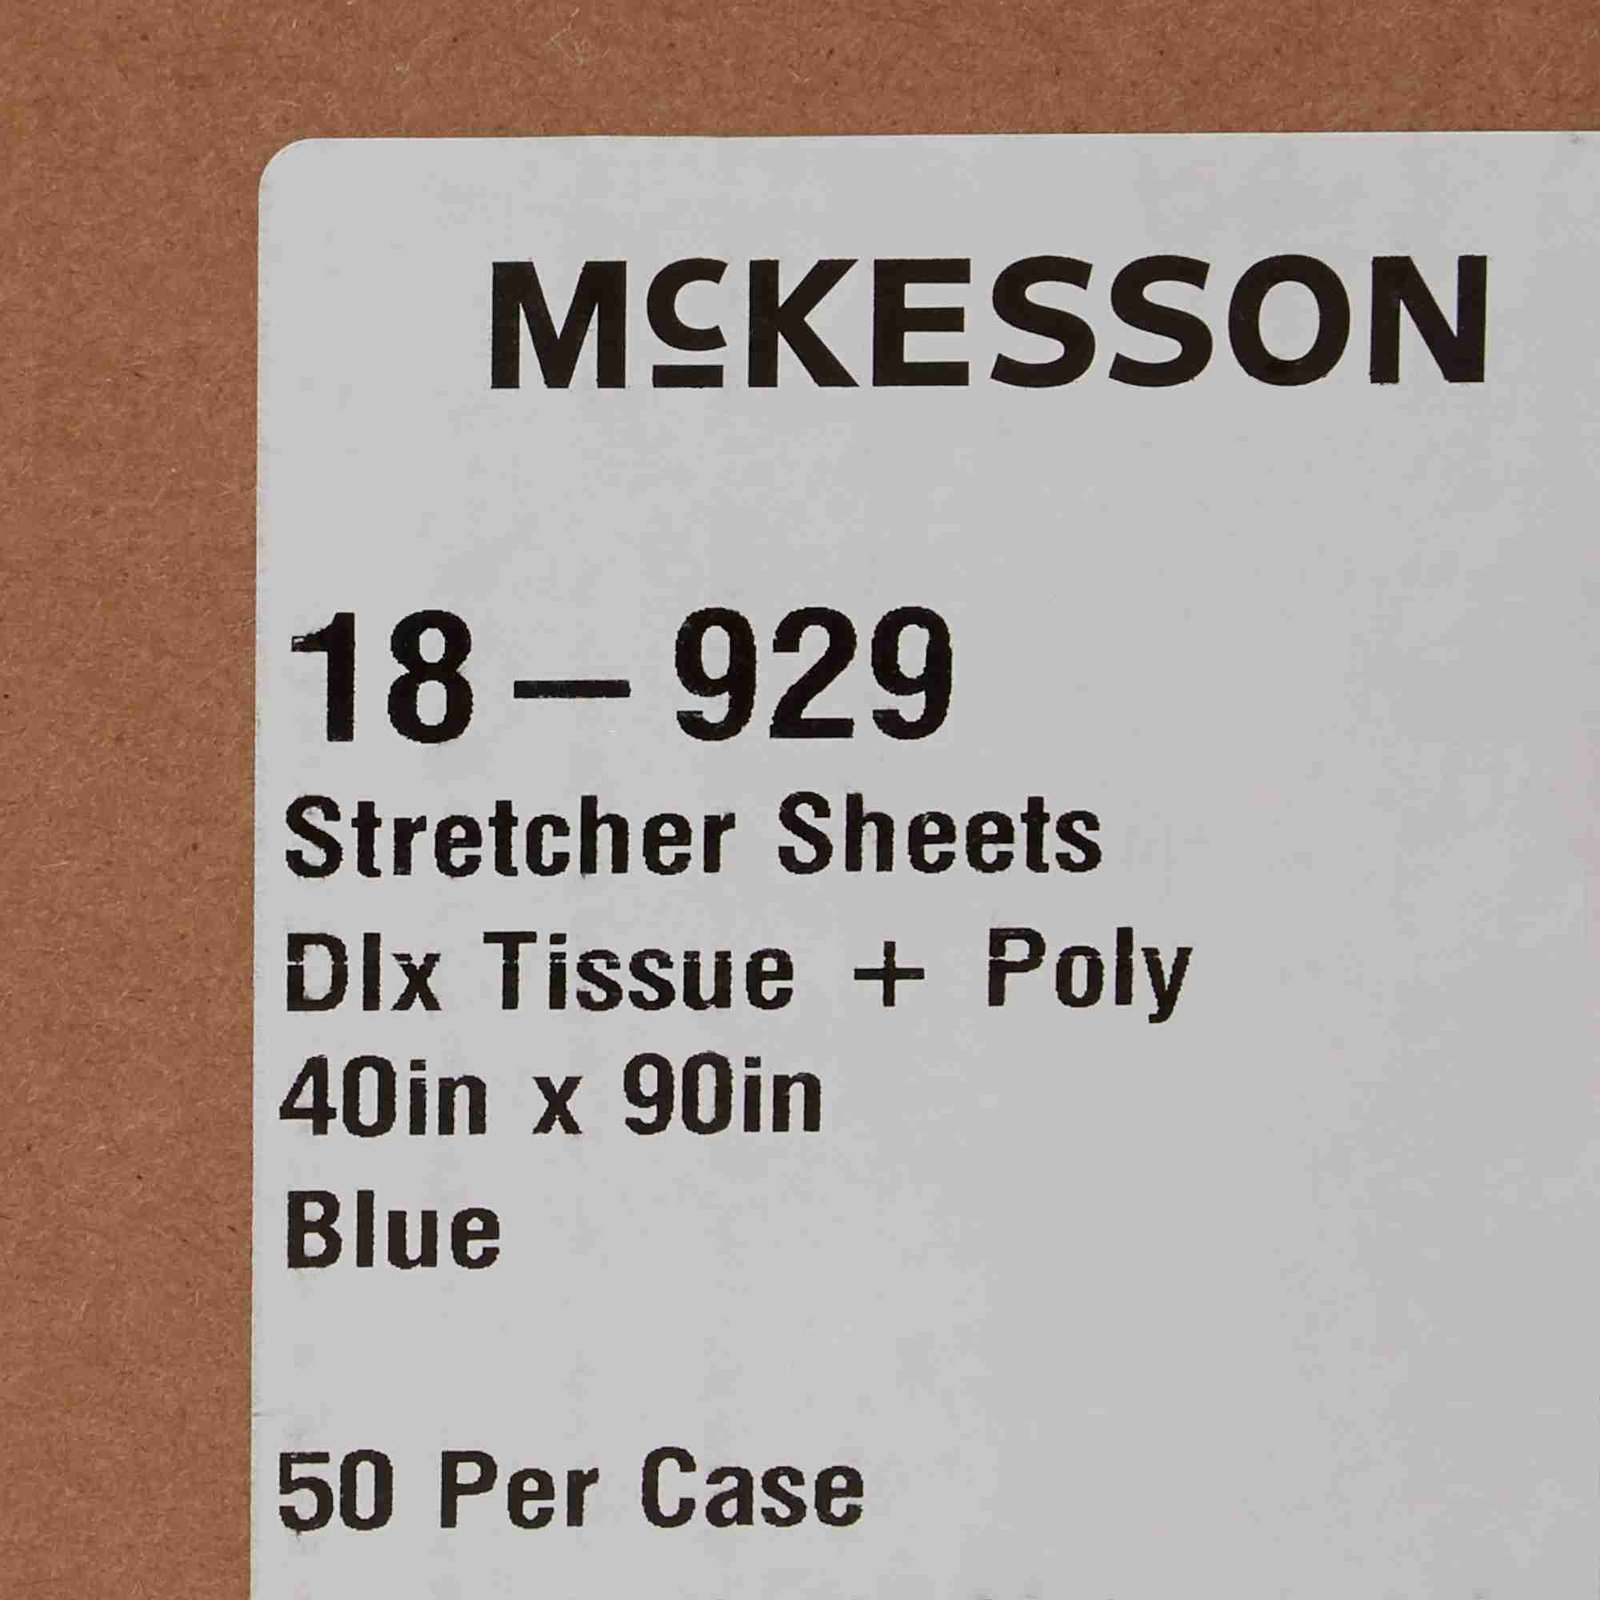 McKESSON
18-929
Stretcher Sheets
Dlx Tissue + Poly
40in x 90in
Blue
50 Per Case